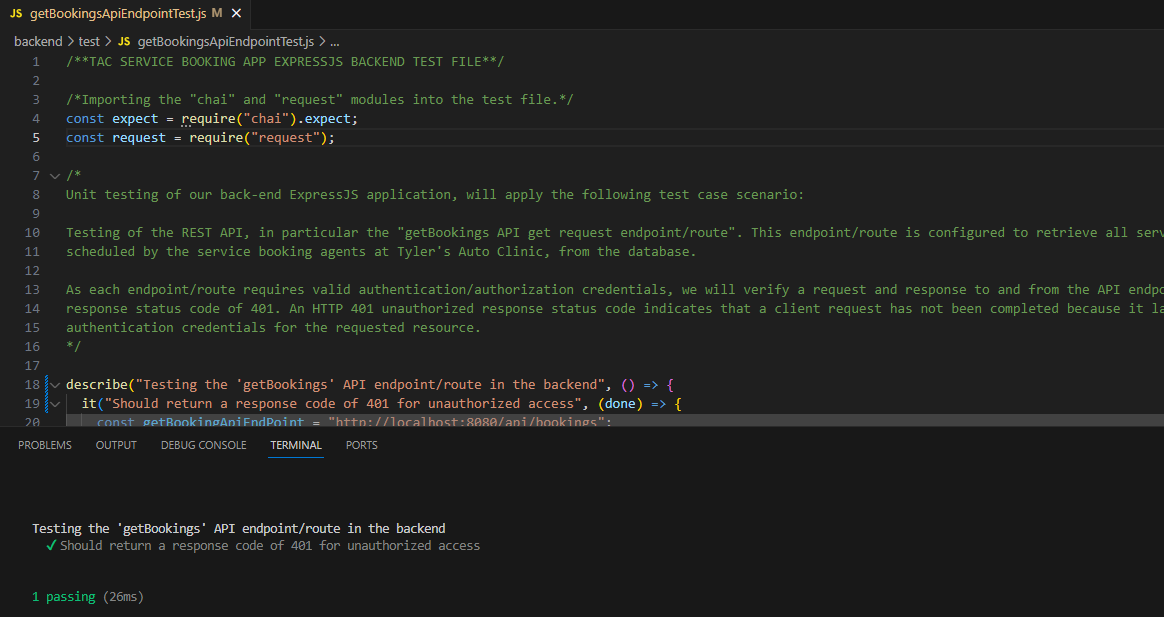 JS getBookingsApiEndpointTest.js M ✕
backend > test > JS getBookingsApiEndpointTest.js > ...
1 /**TAC SERVICE BOOKING APP EXPRESSJS BACKEND TEST FILE**/
2
3 /*Importing the "chai" and "request" modules into the test file.*/
4 const expect = require("chai").expect;
5 const request = require("request");
6
7 /*
8 Unit testing of our back-end ExpressJS application, will apply the following test case scenario:
9
10 Testing of the REST API, in particular the "getBookings API get request endpoint/route". This endpoint/route is configured to retrieve all serv
11 scheduled by the service booking agents at Tyler's Auto Clinic, from the database.
12
13 As each endpoint/route requires valid authentication/authorization credentials, we will verify a request and response to and from the API endpo
14 response status code of 401. An HTTP 401 unauthorized response status code indicates that a client request has not been completed because it la
15 authentication credentials for the requested resource.
16 */
17
18 describe("Testing the 'getBookings' API endpoint/route in the backend", () => {
19 it("Should return a response code of 401 for unauthorized access", (done) => {
20 const getBookingApiEndPoint = "http://localhost:8080/api/bookings";
PROBLEMS OUTPUT DEBUG CONSOLE TERMINAL PORTS
Testing the 'getBookings' API endpoint/route in the backend
✓ Should return a response code of 401 for unauthorized access
1 passing (26ms)